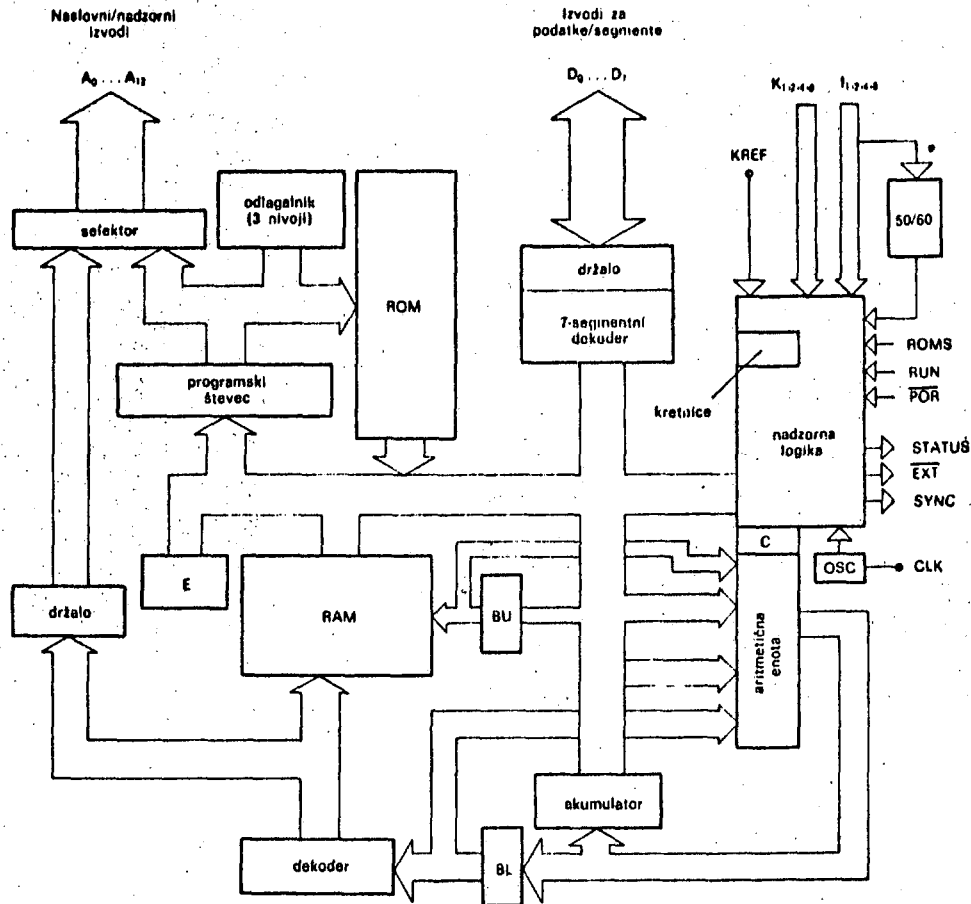 Naslovni/nadzorni
izvodi
Izvodi za
podatke/segmente
A₀ ... A₁₂
D₀ ... D₇
K₁₋₂₋₄₋₈
I₁₋₂₋₄₋₈
KREF
50/60
selektor
odlagalnik
(3 nivoji)
ROM
držalo
7-segmentni
dekoder
kretnice
nadzorna
logika
ROMS
RUN
P̅O̅R̅
STATUS
E̅X̅T̅
SYNC
programski
števec
E
RAM
BU
C
OSC
CLK
držalo
aritmetična
enota
akumulator
dekoder
BL